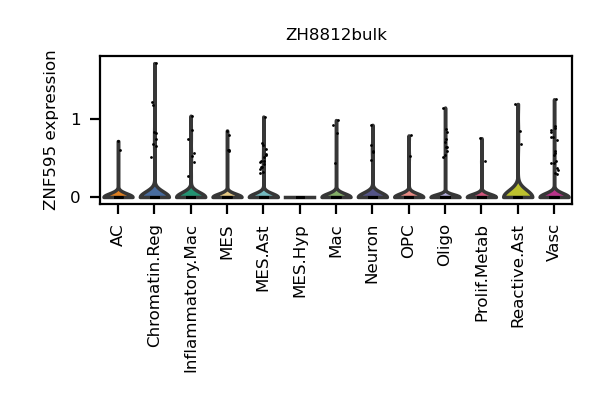 ZH8812bulk
ZNF595 expression
1
0
AC
Chromatin.Reg
Inflammatory.Mac
MES
MES.Ast
MES.Hyp
Mac
Neuron
OPC
Oligo
Prolif.Metab
Reactive.Ast
Vasc